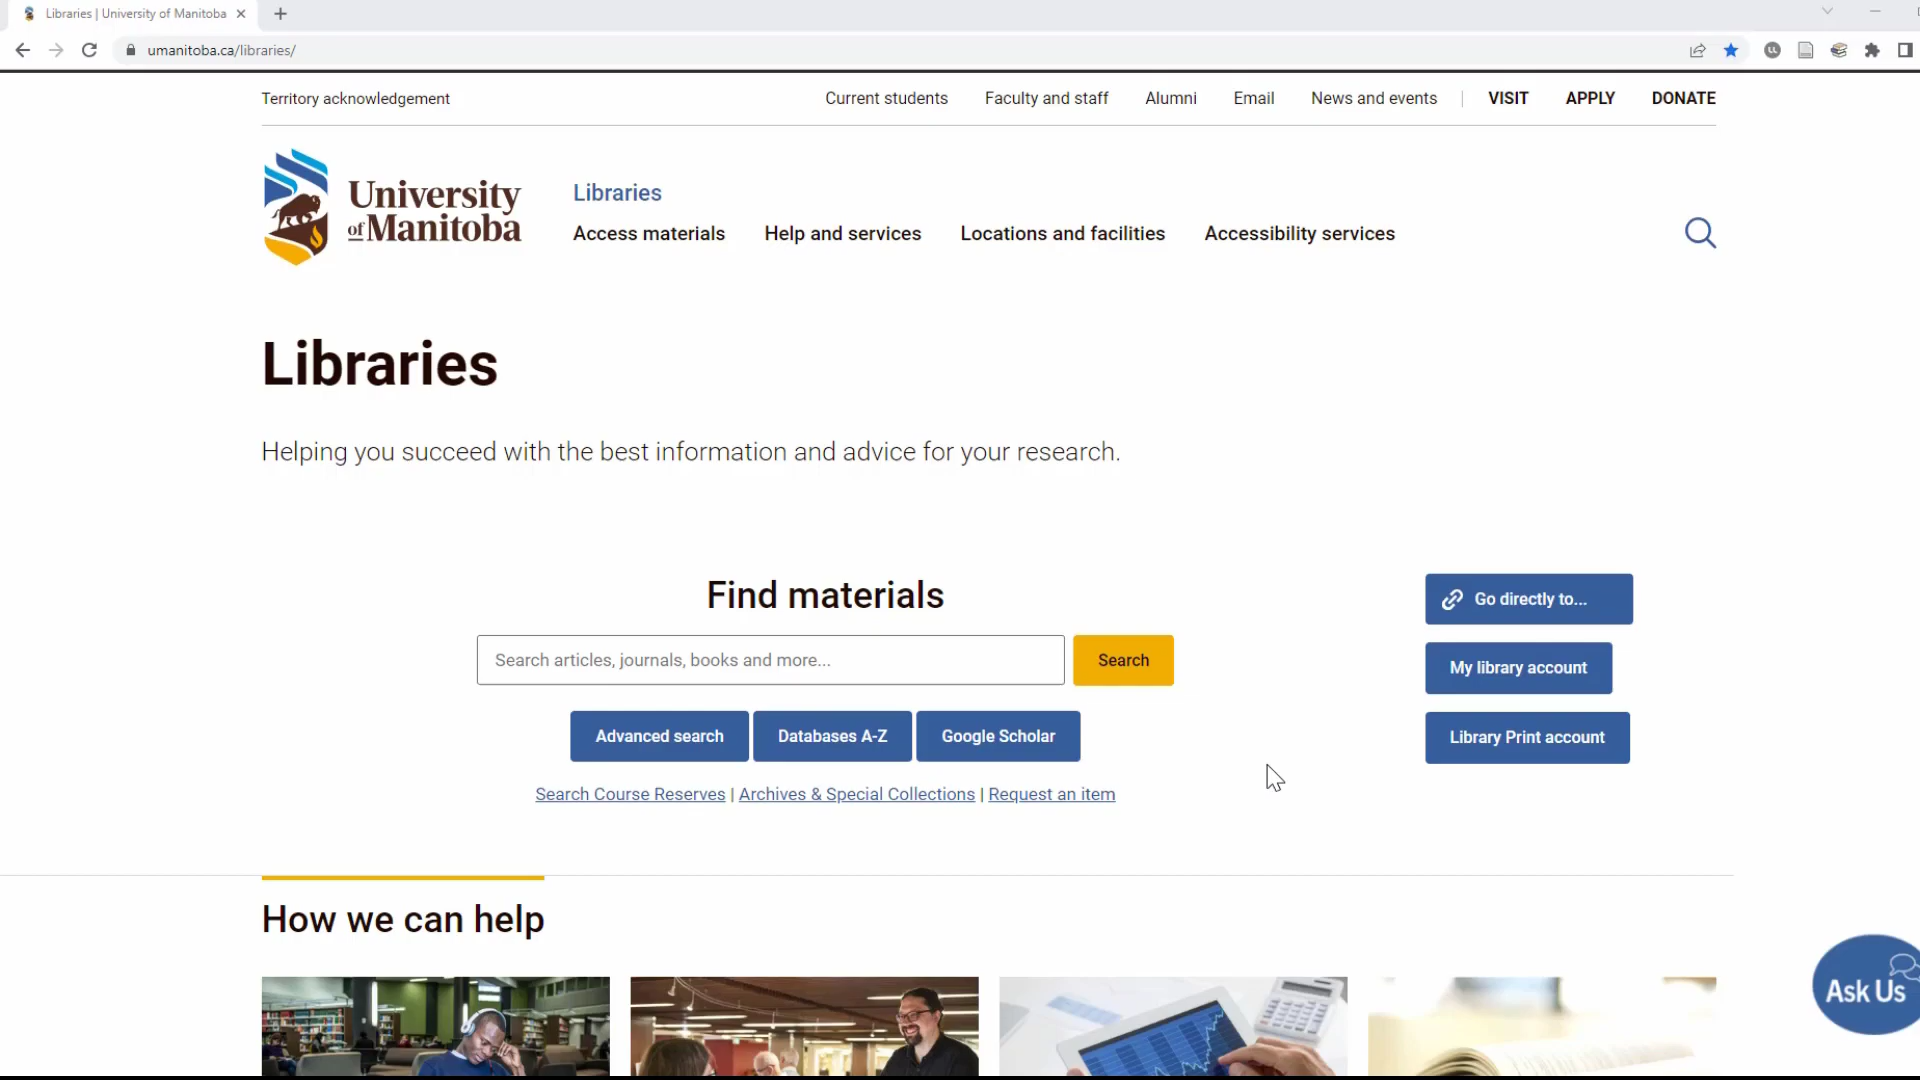 Libraries | University of Manitoba
umanitoba.ca/libraries/
Territory acknowledgement
Current students
Faculty and staff
Alumni
Email
News and events
VISIT
APPLY
DONATE
University
of Manitoba
Libraries
Access materials
Help and services
Locations and facilities
Accessibility services
Libraries
Helping you succeed with the best information and advice for your research.
Find materials
Search articles, journals, books and more...
Search
Advanced search
Databases A-Z
Google Scholar
Search Course Reserves | Archives & Special Collections | Request an item
Go directly to...
My library account
Library Print account
How we can help
Ask Us